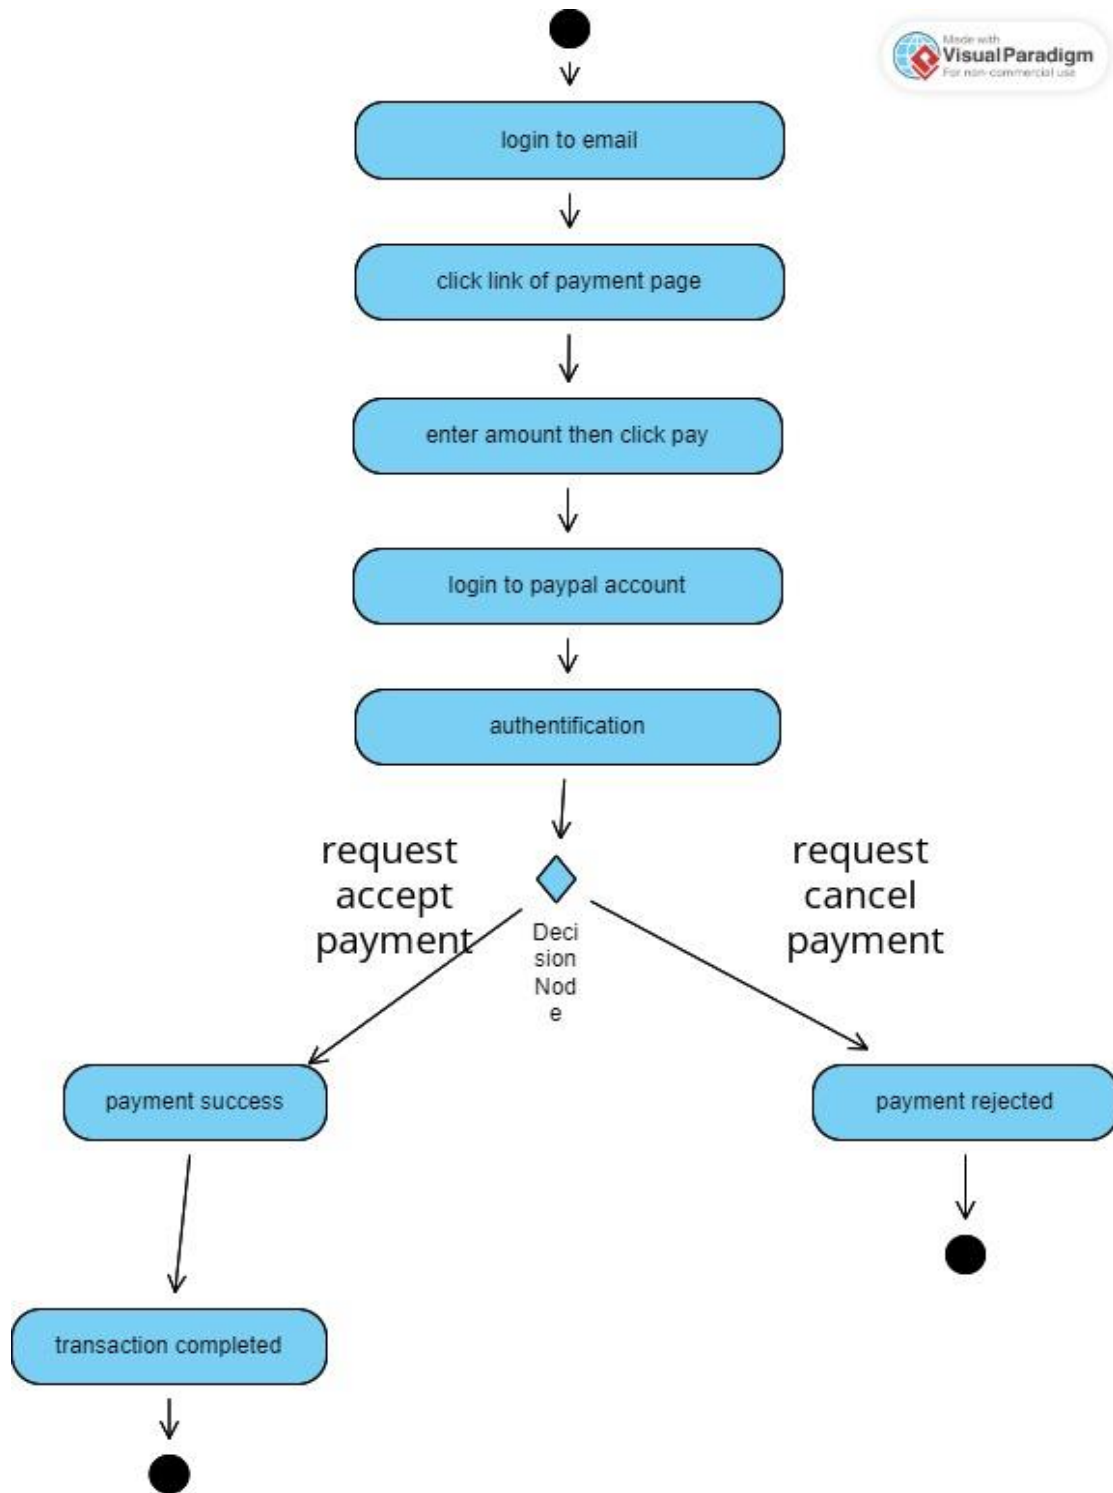 Made with
Visual Paradigm
For non-commercial use
login to email
click link of payment page
enter amount then click pay
login to paypal account
authentification
request
accept
payment
request
cancel
payment
Deci
sion
Nod
e
payment success
payment rejected
transaction completed